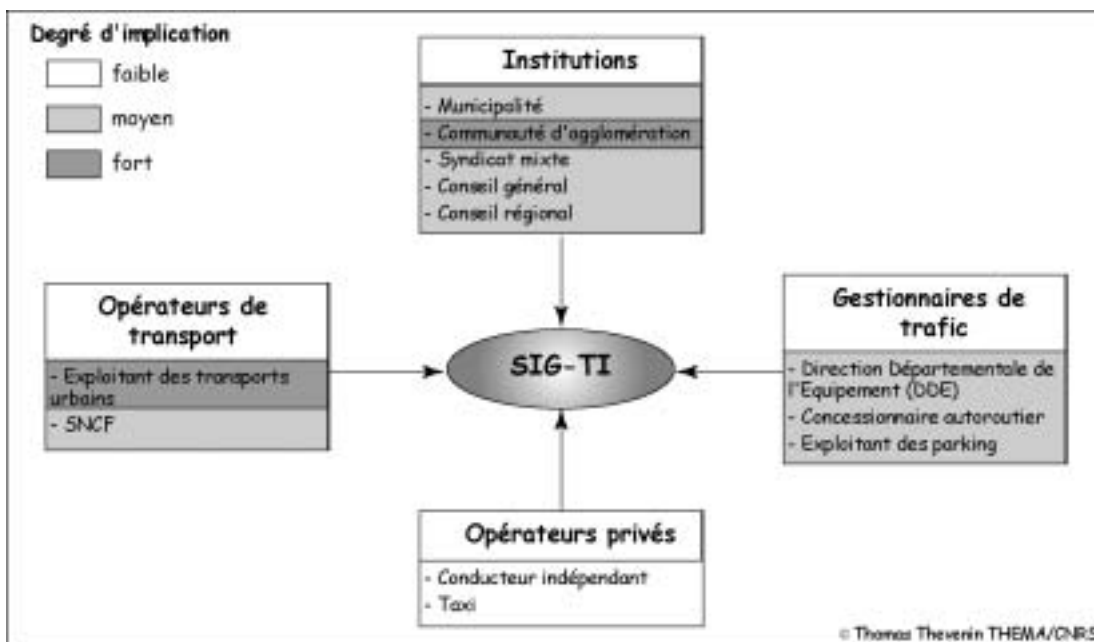 Degré d'implication
faible
moyen
fort
Institutions
- Municipalité
- Communauté d'agglomération
- Syndicat mixte
- Conseil général
- Conseil régional
Opérateurs de
transport
- Exploitant des transports
urbains
- SNCF
SIG-TI
Gestionnaires de
trafic
- Direction Départementale de
l'Equipement (DDE)
- Concessionnaire autoroutier
- Exploitant des parking
Opérateurs privés
- Conducteur indépendant
- Taxi
© Thomas Thevenin THEMA/CNRS